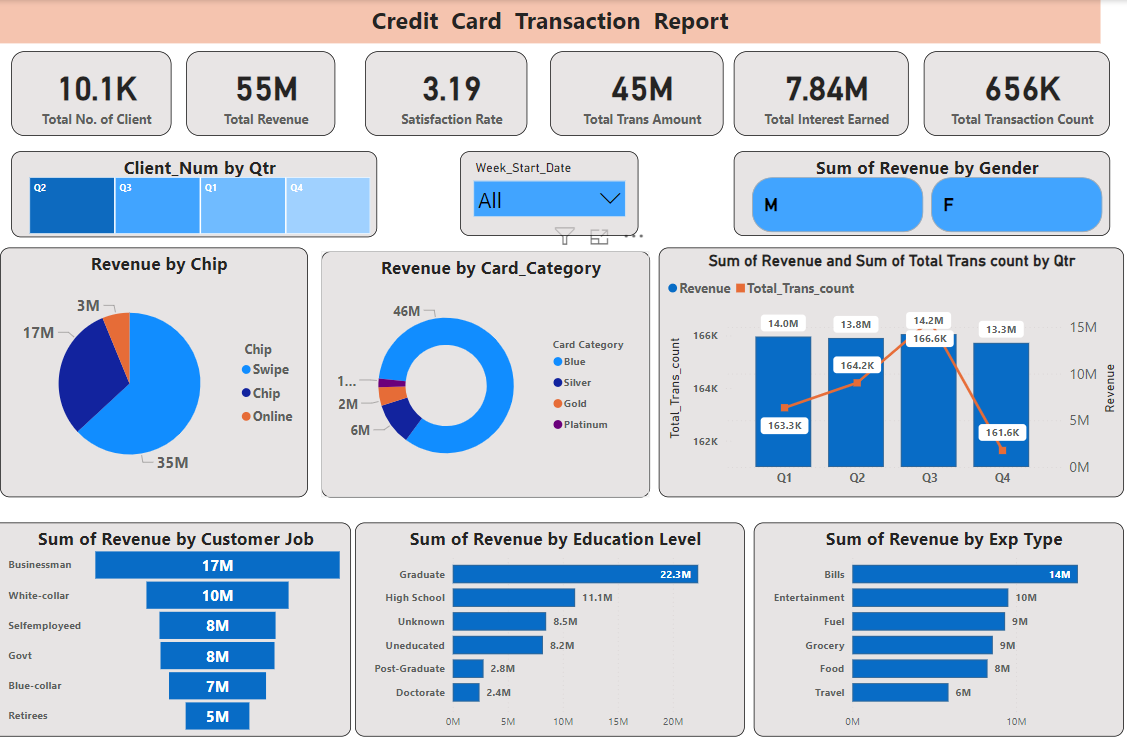 Credit Card Transaction Report
10.1K
Total No. of Client
55M
Total Revenue
3.19
Satisfaction Rate
45M
Total Trans Amount
7.84M
Total Interest Earned
656K
Total Transaction Count
Client_Num by Qtr
Q2
Q3
Q1
Q4
Week_Start_Date
All
Sum of Revenue by Gender
M
F
Revenue by Chip
3M
17M
35M
Chip
Swipe
Chip
Online
Revenue by Card_Category
46M
1...
2M
6M
Card Category
Blue
Silver
Gold
Platinum
Sum of Revenue and Sum of Total Trans count by Qtr
Revenue
Total_Trans_count
Total_Trans_count
166K
164K
162K
14.0M
13.8M
14.2M
13.3M
163.3K
164.2K
166.6K
161.6K
Q1
Q2
Q3
Q4
15M
10M
5M
0M
Revenue
Sum of Revenue by Customer Job
Businessman
17M
White-collar
10M
Selfemployeed
8M
Govt
8M
Blue-collar
7M
Retirees
5M
Sum of Revenue by Education Level
Graduate
22.3M
High School
11.1M
Unknown
8.5M
Uneducated
8.2M
Post-Graduate
2.8M
Doctorate
2.4M
0M
5M
10M
15M
20M
Sum of Revenue by Exp Type
Bills
14M
Entertainment
10M
Fuel
9M
Grocery
9M
Food
8M
Travel
6M
0M
10M